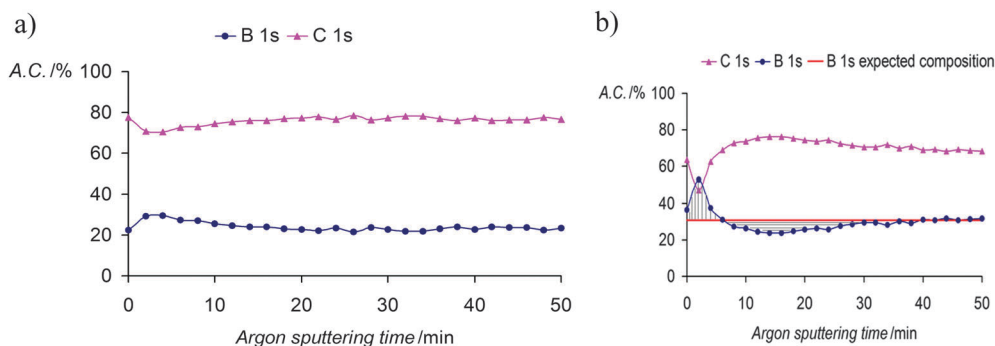 a)
B 1s C 1s
A.C./%
100
80
60
40
20
0
0 10 20 30 40 50
Argon sputtering time /min
b)
C 1s B 1s B 1s expected composition
A.C./%
100
80
60
40
20
0
0 10 20 30 40 50
Argon sputtering time /min